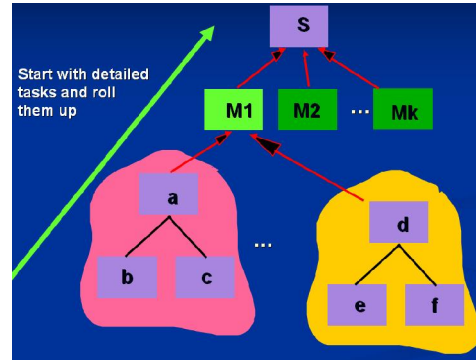 S
Start with detailed
tasks and roll
them up
M1 M2 ... Mk
a
...
d
b c
e f